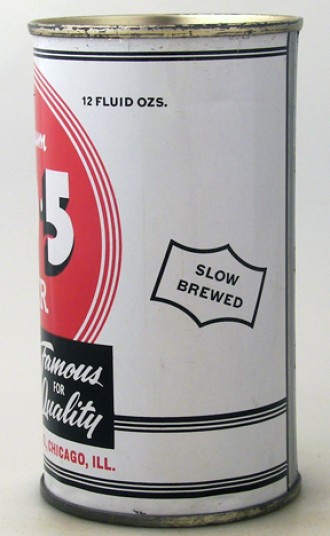 12 FLUID OZS.
5
SLOW
BREWED
Famous
FOR
Quality
CHICAGO, ILL.